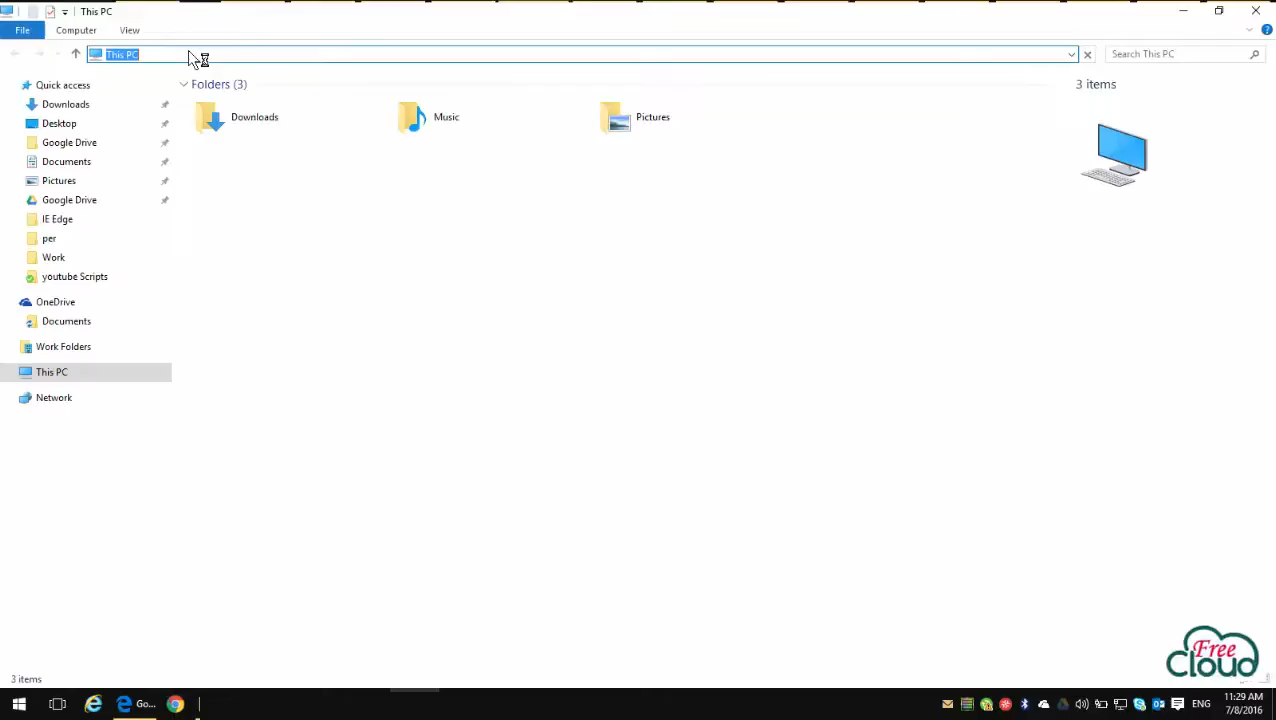 This PC
File Computer View
This PC
Search This PC
Quick access
Downloads
Desktop
Google Drive
Documents
Pictures
Google Drive
IE Edge
per
Work
youtube Scripts
OneDrive
Documents
Work Folders
This PC
Network
Folders (3)
Downloads Music Pictures
3 items
Free
Cloud
3 items
Go...
ENG
11:29 AM
7/8/2016